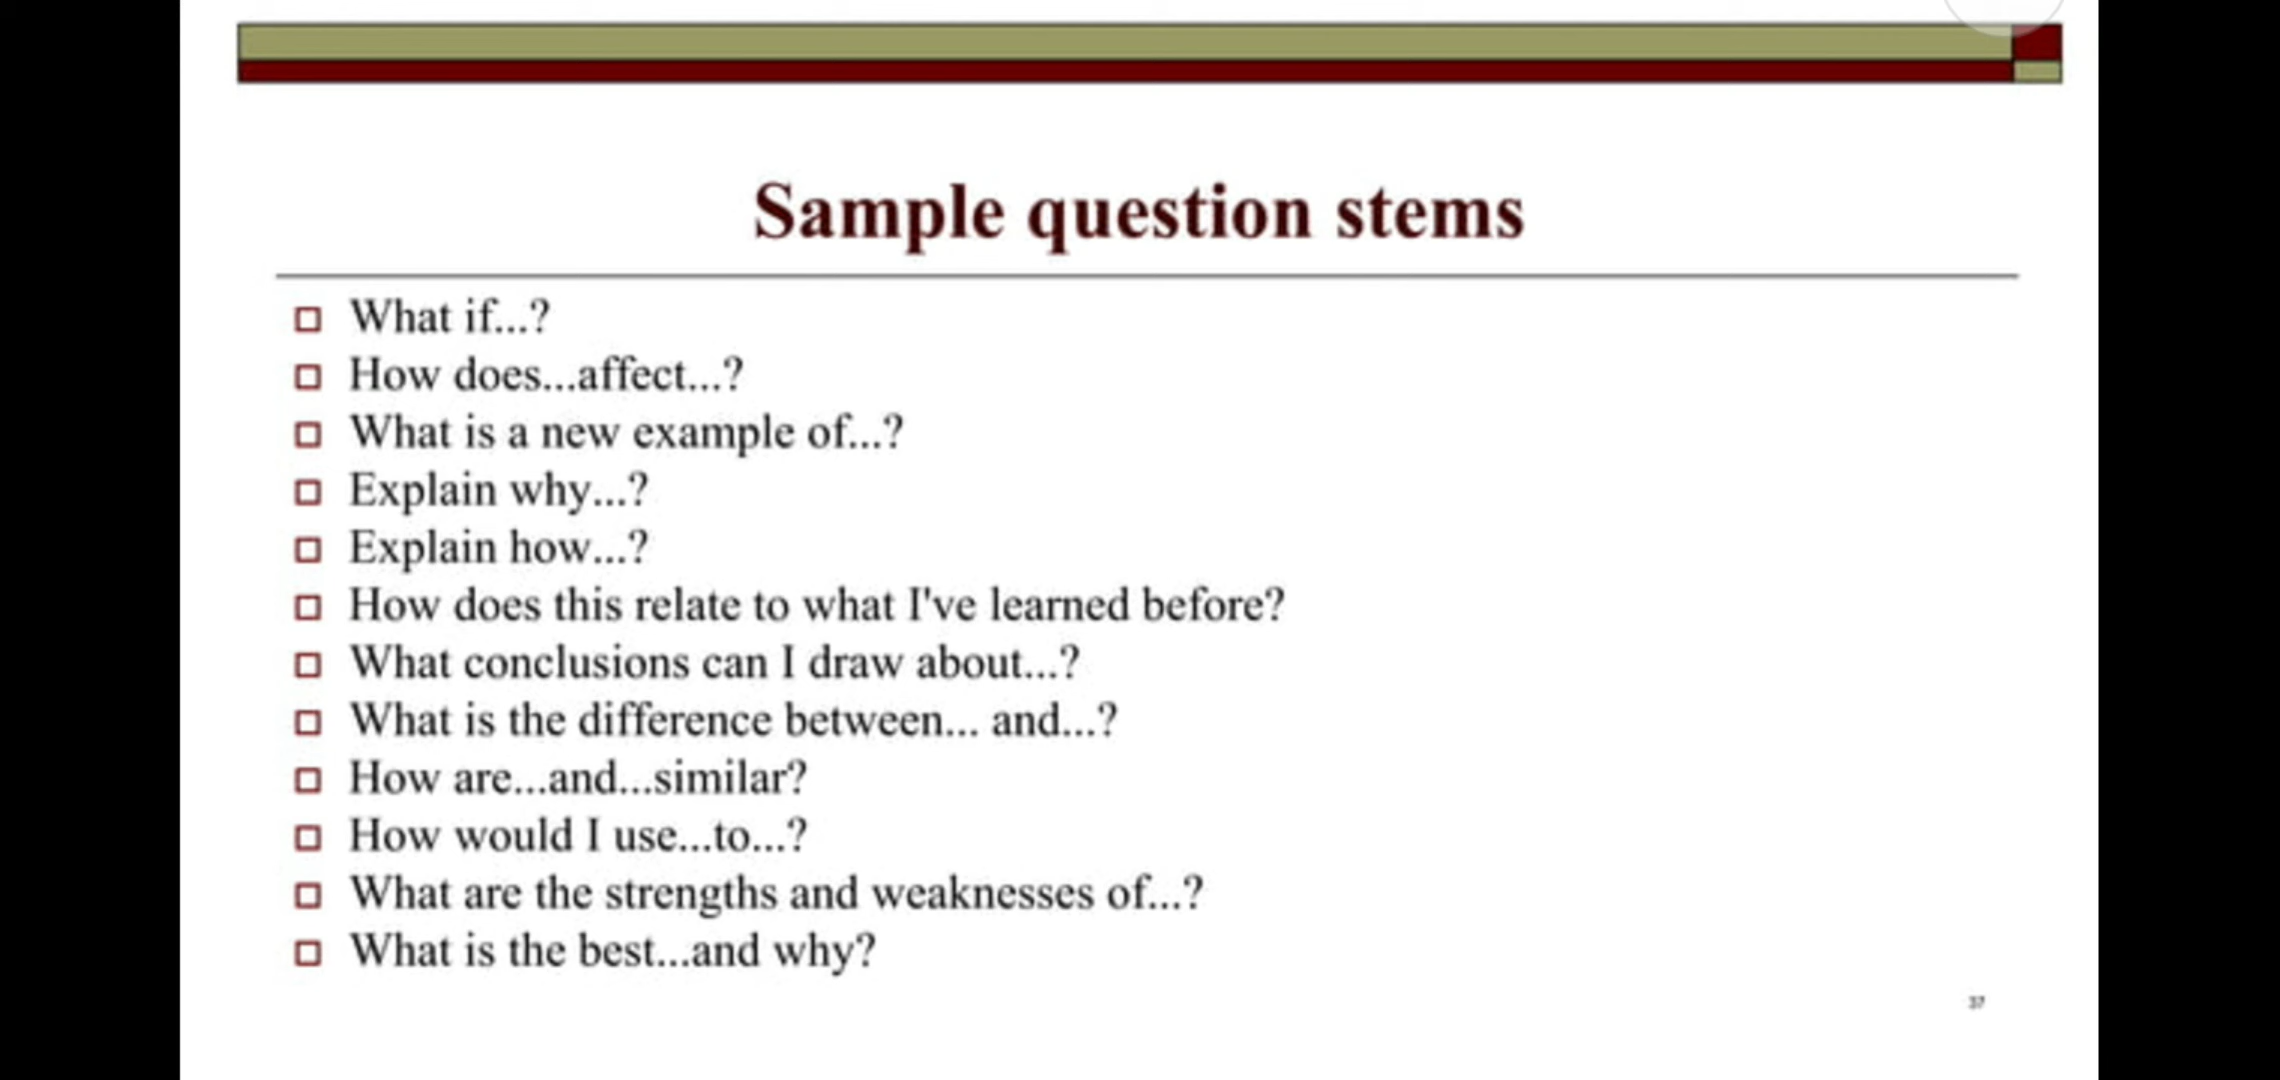 Sample question stems
What if...?
How does...affect...?
What is a new example of...?
Explain why...?
Explain how...?
How does this relate to what I've learned before?
What conclusions can I draw about...?
What is the difference between... and...?
How are...and...similar?
How would I use...to...?
What are the strengths and weaknesses of...?
What is the best...and why?
37